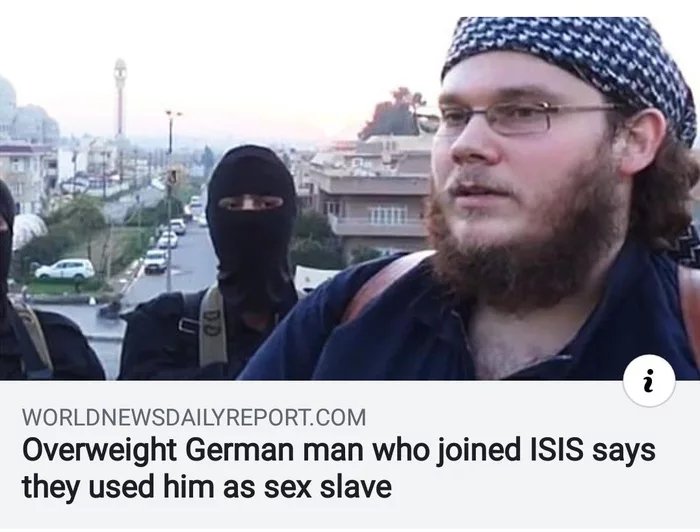 WORLDNEWSDAILYREPORT.COM
Overweight German man who joined ISIS says
they used him as sex slave